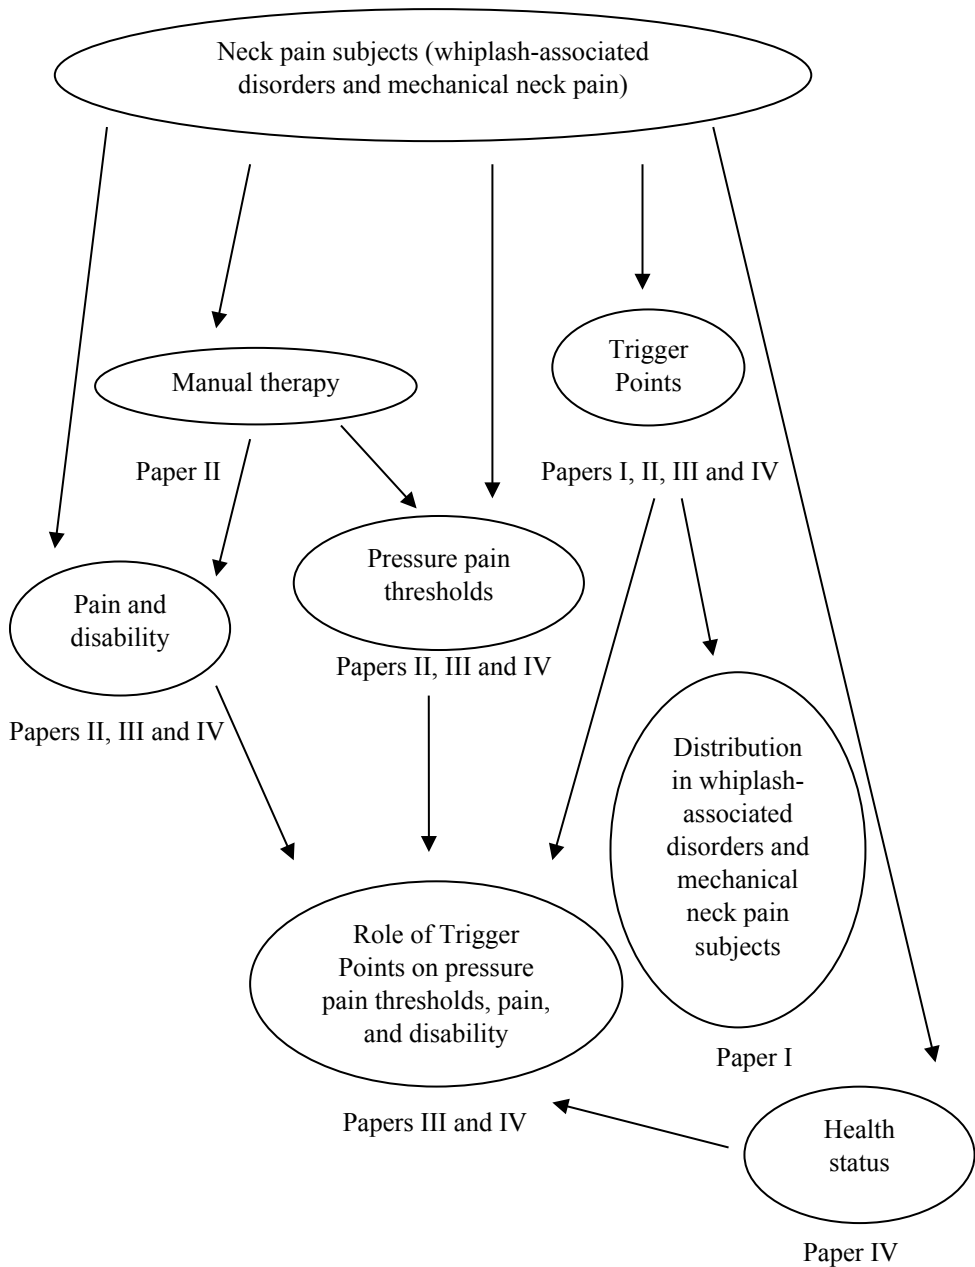 Neck pain subjects (whiplash-associated
disorders and mechanical neck pain)
Trigger
Points
Manual therapy
Paper II
Papers I, II, III and IV
Pressure pain
thresholds
Pain and
disability
Papers II, III and IV
Papers II, III and IV
Distribution
in whiplash-
associated
disorders and
mechanical
neck pain
subjects
Role of Trigger
Points on pressure
pain thresholds, pain,
and disability
Paper I
Papers III and IV
Health
status
Paper IV